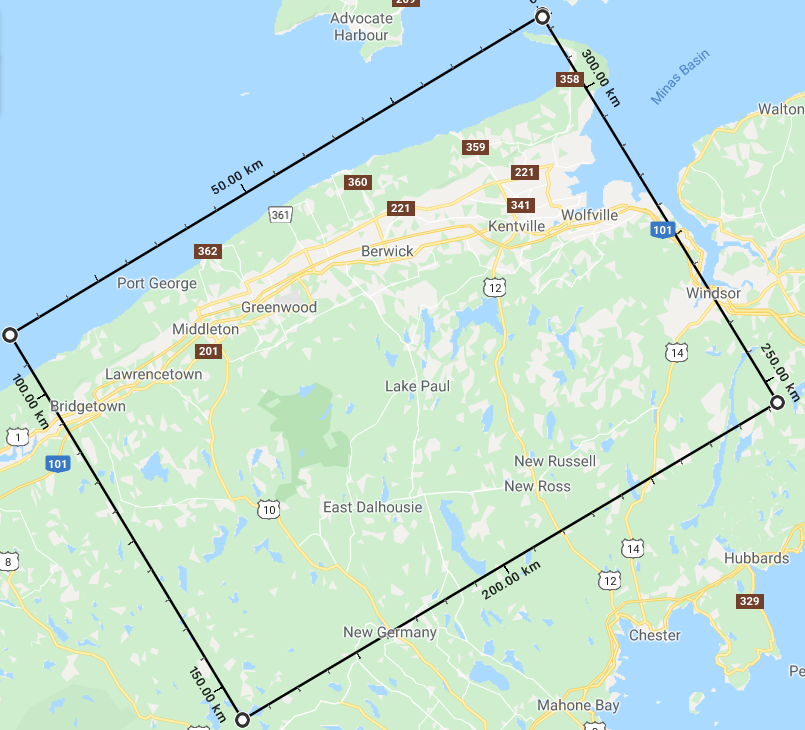 209
Advocate
Harbour
300.00 km
358
Minas Basin
Walton
359
50.00 km
360
221
361
221
341
Kentville
Wolfville
101
362
Berwick
Port George
12
Windsor
Greenwood
Middleton
201
14
250.00 km
Lawrencetown
100.00 km
Bridgetown
Lake Paul
1
101
New Russell
New Ross
10
East Dalhousie
14
8
200.00 km
12
Hubbards
329
New Germany
Chester
150.00 km
Mahone Bay
Pe